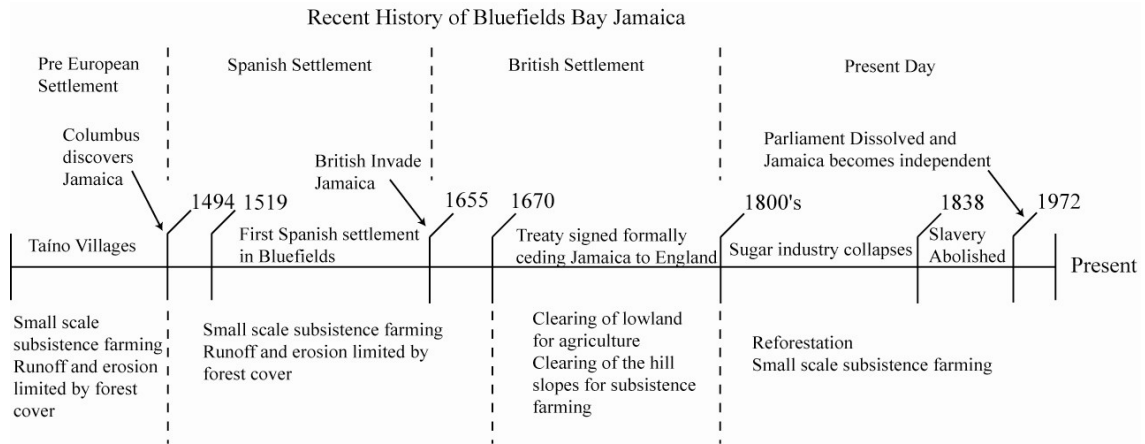 Recent History of Bluefields Bay Jamaica
Pre European
Settlement
Spanish Settlement
British Settlement
Present Day
Columbus
discovers
Jamaica
British Invade
Jamaica
Parliament Dissolved and
Jamaica becomes independent
1494
1519
1655
1670
1800's
1838
1972
Taíno Villages
First Spanish settlement
in Bluefields
Treaty signed formally
ceding Jamaica to England
Sugar industry collapses
Slavery
Abolished
Present
Small scale
subsistence farming
Runoff and erosion
limited by forest
cover
Small scale subsistence farming
Runoff and erosion limited by
forest cover
Clearing of lowland
for agriculture
Clearing of the hill
slopes for subsistence
farming
Reforestation
Small scale subsistence farming